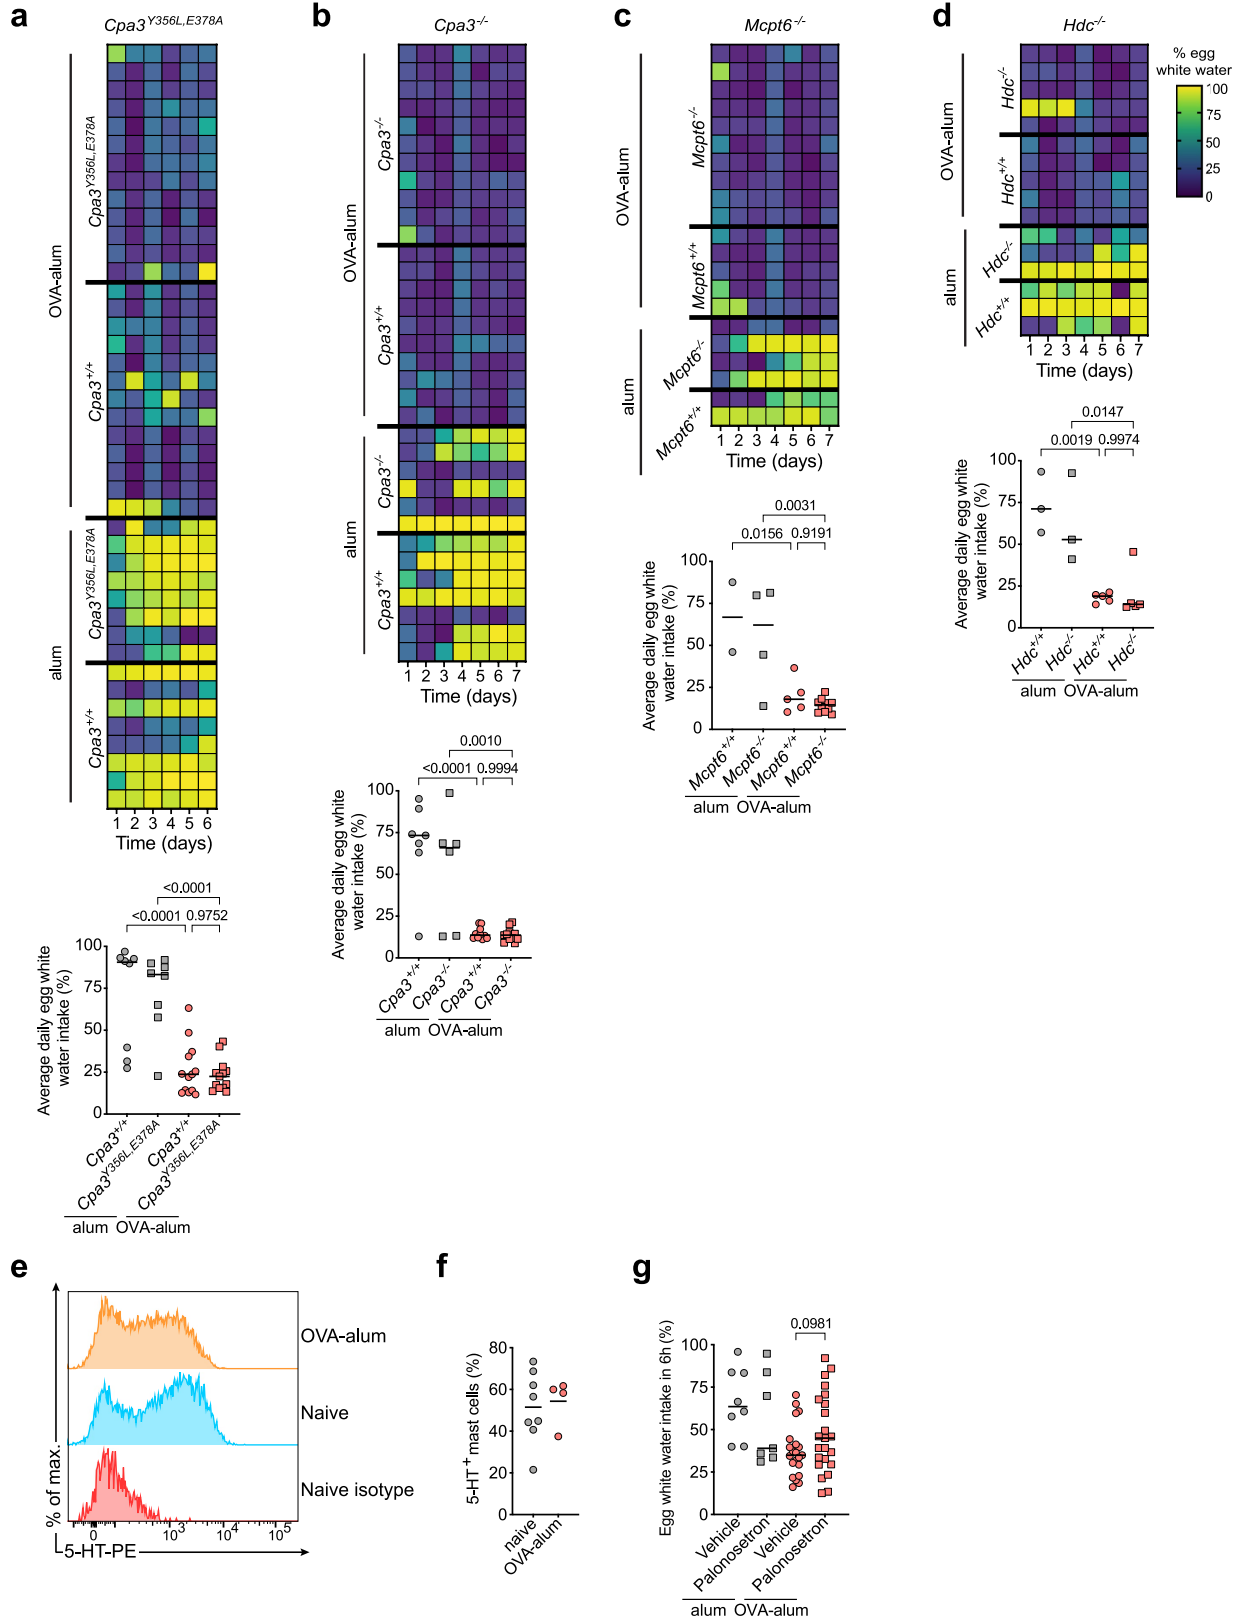 a
Cpa3Y356L,E378A
OVA-alum
Cpa3Y356L,E378A
Cpa3+/+
alum
Cpa3Y356L,E378A
Cpa3+/+
1 2 3 4 5 6
Time (days)
<0.0001
<0.0001 0.9752
Average daily egg white
water intake (%)
100
75
50
25
0
Cpa3+/+
Cpa3Y356L,E378A
Cpa3+/+
Cpa3Y356L,E378A
alum OVA-alum
b
Cpa3-/-
OVA-alum
Cpa3-/-
Cpa3+/+
alum
Cpa3-/-
Cpa3+/+
1 2 3 4 5 6 7
Time (days)
0.0010
<0.0001 0.9994
Average daily egg white
water intake (%)
100
75
50
25
0
Cpa3+/+
Cpa3-/-
Cpa3+/+
Cpa3-/-
alum OVA-alum
c
Mcpt6-/-
OVA-alum
Mcpt6-/-
Mcpt6+/+
alum
Mcpt6-/-
Mcpt6+/+
1 2 3 4 5 6 7
Time (days)
0.0031
0.0156 0.9191
Average daily egg white
water intake (%)
100
75
50
25
0
Mcpt6+/+
Mcpt6-/-
Mcpt6+/+
Mcpt6-/-
alum OVA-alum
d
Hdc-/-
OVA-alum
Hdc-/-
Hdc+/+
alum
Hdc-/-
Hdc+/+
1 2 3 4 5 6 7
Time (days)
% egg
white water
100
75
50
25
0
0.0147
0.0019 0.9974
Average daily egg white
water intake (%)
100
75
50
25
0
Hdc+/+
Hdc-/-
Hdc+/+
Hdc-/-
alum OVA-alum
e
OVA-alum
Naive
Naive isotype
% of max.
0 103 104 105
5-HT-PE
f
5-HT+ mast cells (%)
80
60
40
20
0
naive
OVA-alum
g
0.0981
Egg white water intake in 6h (%)
100
75
50
25
0
Vehicle
Palonosetron
Vehicle
Palonosetron
alum OVA-alum